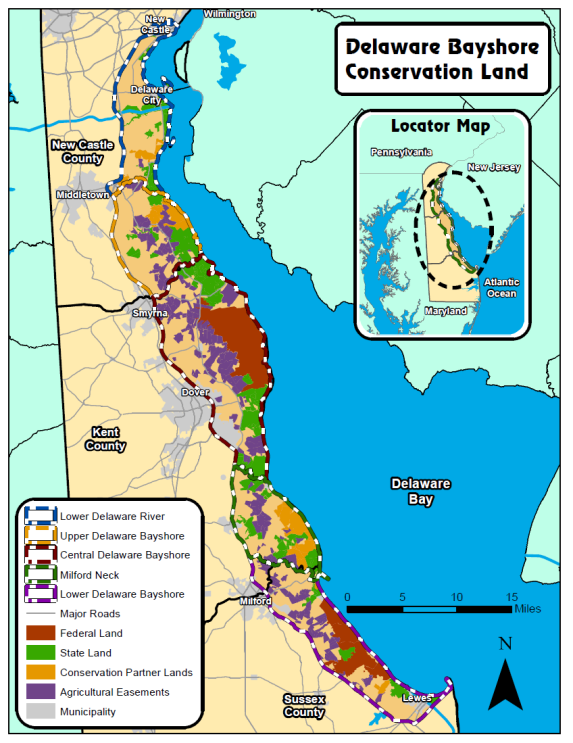 New
Castle
Wilmington
Delaware Bayshore
Conservation Land
Delaware
City
Locator Map
Pennsylvania
New Jersey
New Castle
County
Middletown
Atlantic
Ocean
Maryland
Smyrna
Dover
Kent
County
Delaware
Bay
Lower Delaware River
Upper Delaware Bayshore
Central Delaware Bayshore
Milford Neck
Lower Delaware Bayshore
Major Roads
Federal Land
State Land
Conservation Partner Lands
Agricultural Easements
Municipality
Milford
0 5 10 15
Miles
N
Sussex
County
Lewes